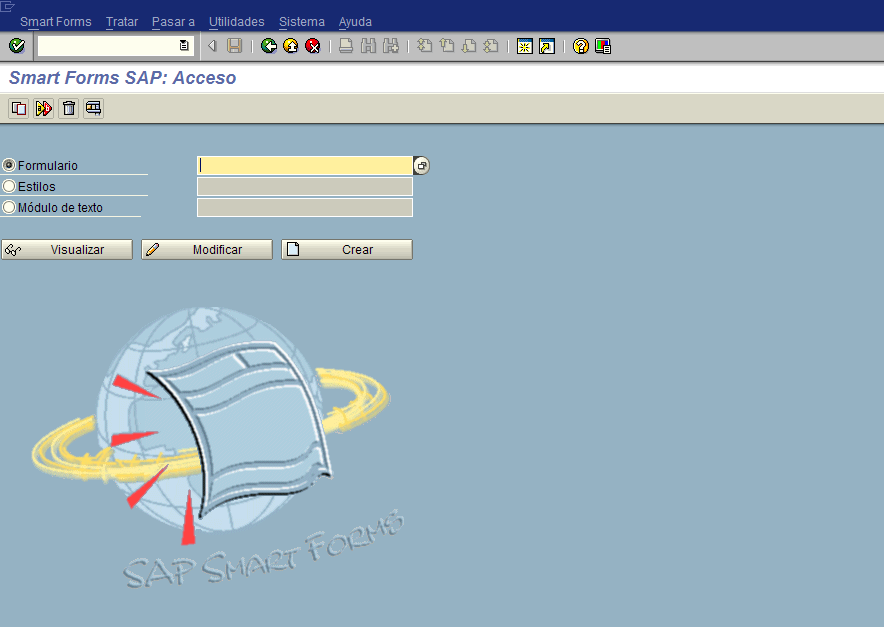 Smart Forms Tratar Pasar a Utilidades Sistema Ayuda
Smart Forms SAP: Acceso
Formulario
Estilos
Módulo de texto
Visualizar Modificar Crear
SAP SMART FORMS